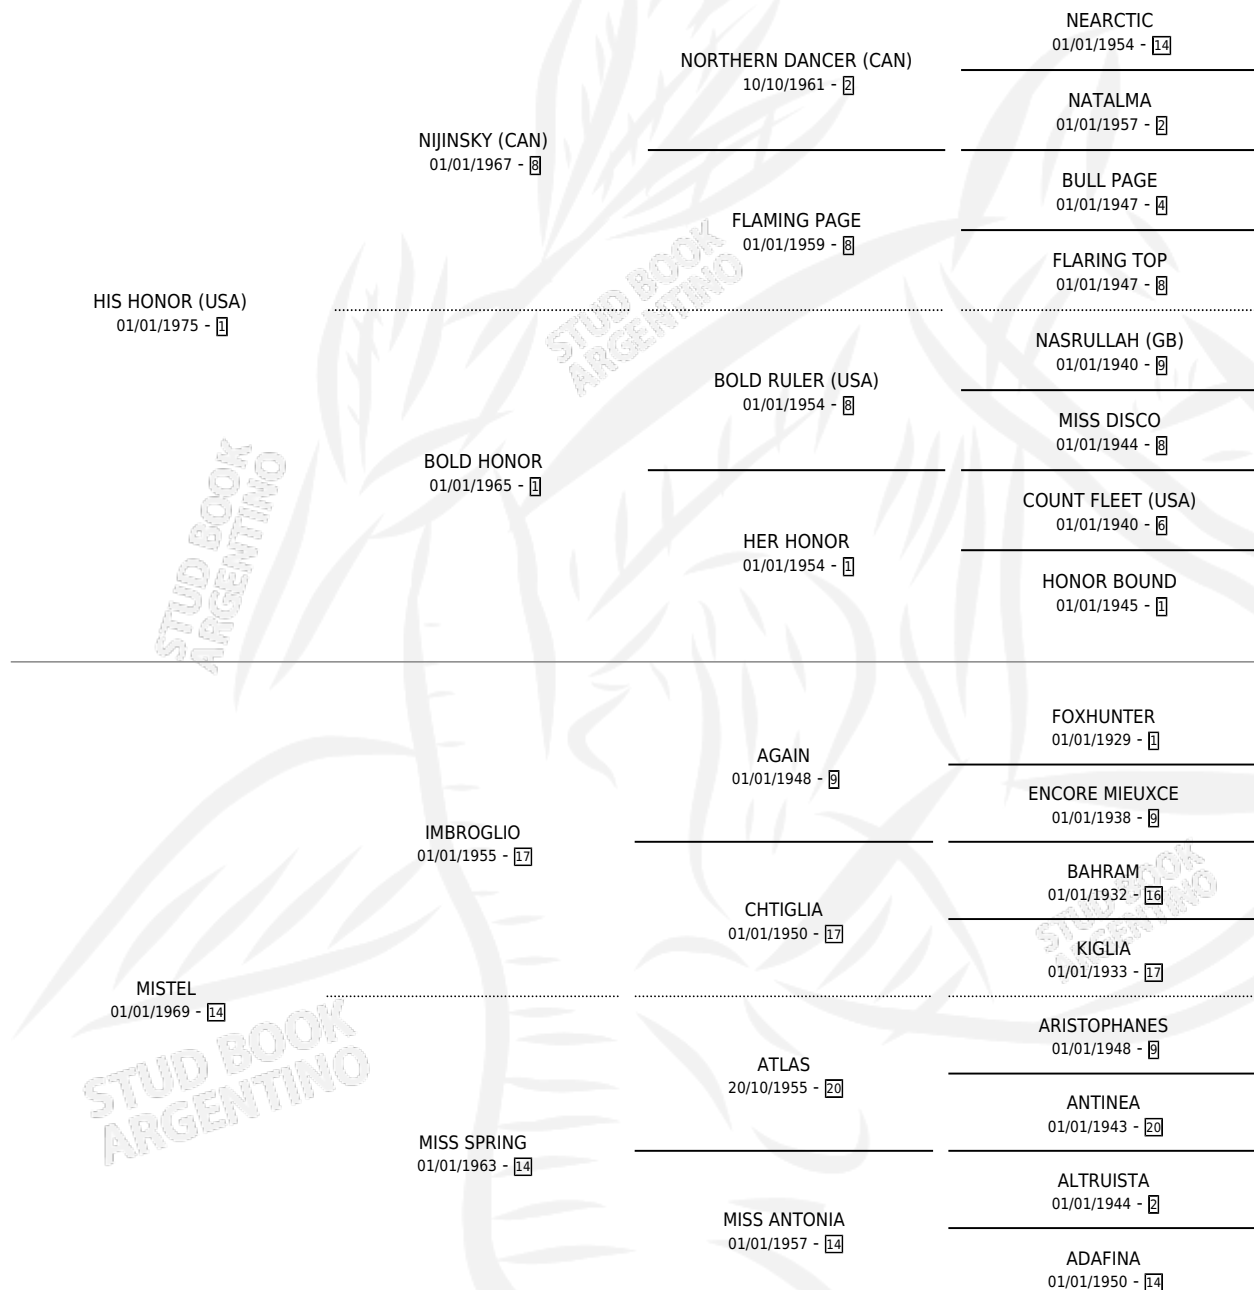 NEARCTIC
01/01/1954 - 14
NORTHERN DANCER (CAN)
10/10/1961 - 2
NATALMA
01/01/1957 - 2
NIJINSKY (CAN)
01/01/1967 - 8
BULL PAGE
01/01/1947 - 4
FLAMING PAGE
01/01/1959 - 8
FLARING TOP
01/01/1947 - 8
HIS HONOR (USA)
01/01/1975 - 1
STUD BOOK
ARGENTINO
NASRULLAH (GB)
01/01/1940 - 9
BOLD RULER (USA)
01/01/1954 - 8
MISS DISCO
01/01/1944 - 8
BOLD HONOR
01/01/1965 - 1
STUD BOOK
ARGENTINO
COUNT FLEET (USA)
01/01/1940 - 6
HER HONOR
01/01/1954 - 1
HONOR BOUND
01/01/1945 - 1
FOXHUNTER
01/01/1929 - 1
AGAIN
01/01/1948 - 9
ENCORE MIEUXCE
01/01/1938 - 9
IMBROGLIO
01/01/1955 - 17
BAHRAM
01/01/1932 - 16
STUD BOOK
ARGENTINO
CHTIGLIA
01/01/1950 - 17
KIGLIA
01/01/1933 - 17
MISTEL
01/01/1969 - 14
STUD BOOK
ARGENTINO
ARISTOPHANES
01/01/1948 - 9
ATLAS
20/10/1955 - 20
ANTINEA
01/01/1943 - 20
MISS SPRING
01/01/1963 - 14
ALTRUISTA
01/01/1944 - 2
MISS ANTONIA
01/01/1957 - 14
ADAFINA
01/01/1950 - 14